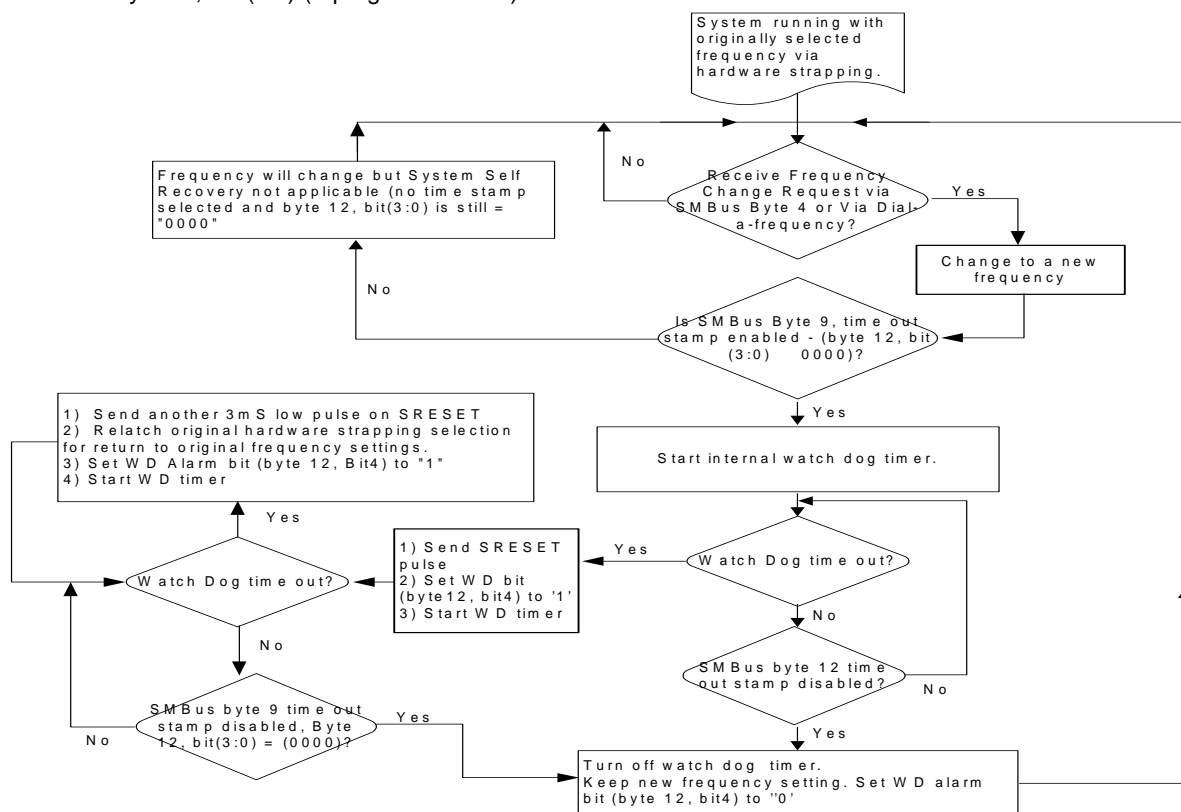 System running with
originally selected
frequency via
hardware strapping.
No
Receive Frequency
Change Request via
SMBus Byte 4 or Via Dial-
a-frequency?
Yes
Frequency will change but System Self
Recovery not applicable (no time stamp
selected and byte 12, bit(3:0) is still =
"0000"
Change to a new
frequency
No
Is SMBus Byte 9, time out
stamp enabled - (byte 12, bit
(3:0) 0000)?
Yes
1) Send another 3mS low pulse on SRESET
2) Relatch original hardware strapping selection
for return to original frequency settings.
3) Set WD Alarm bit (byte 12, Bit4) to "1"
4) Start WD timer
Start internal watch dog timer.
Yes
1) Send SRESET
pulse
2) Set WD bit
(byte12, bit4) to '1'
3) Start WD timer
Yes
Watch Dog time out?
Watch Dog time out?
No
No
SMBus byte 12 time
out stamp disabled?
No
SMBus byte 9 time out
stamp disabled, Byte
12, bit(3:0) = (0000)?
Yes
No
Yes
Turn off watch dog timer.
Keep new frequency setting. Set WD alarm
bit (byte 12, bit4) to ''0'